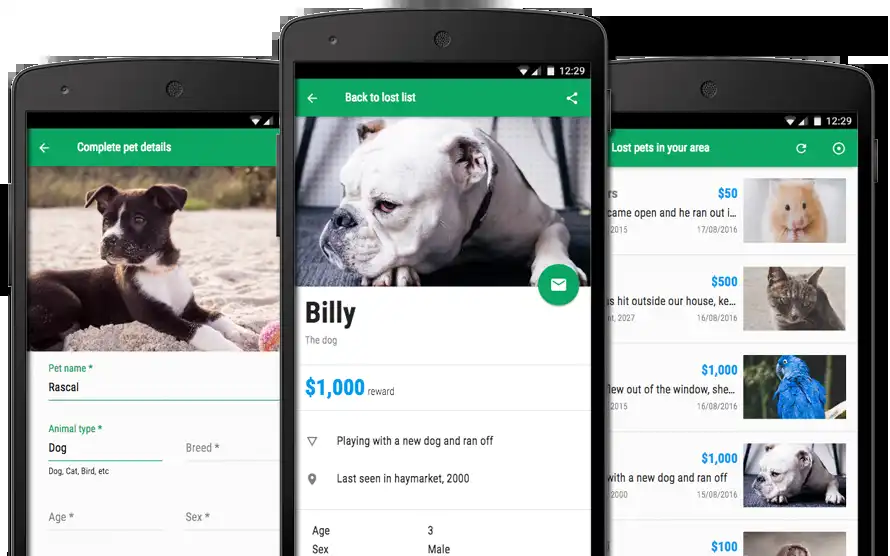 Complete pet details
Pet name *
Rascal
Animal type *
Dog
Breed *
Dog, Cat, Bird, etc
Age *
Sex *
12:29
Back to lost list
Billy
The dog
$1,000 reward
Playing with a new dog and ran off
Last seen in haymarket, 2000
Age 3
Sex Male
12:29
Lost pets in your area
rs $50
came open and he ran out i...
, 2015 17/08/2016
$500
s hit outside our house, ke...
2027 16/08/2016
$1,000
lew out of the window, she...
2015 16/08/2016
$1,000
with a new dog and ran off
, 2000 15/08/2016
$100